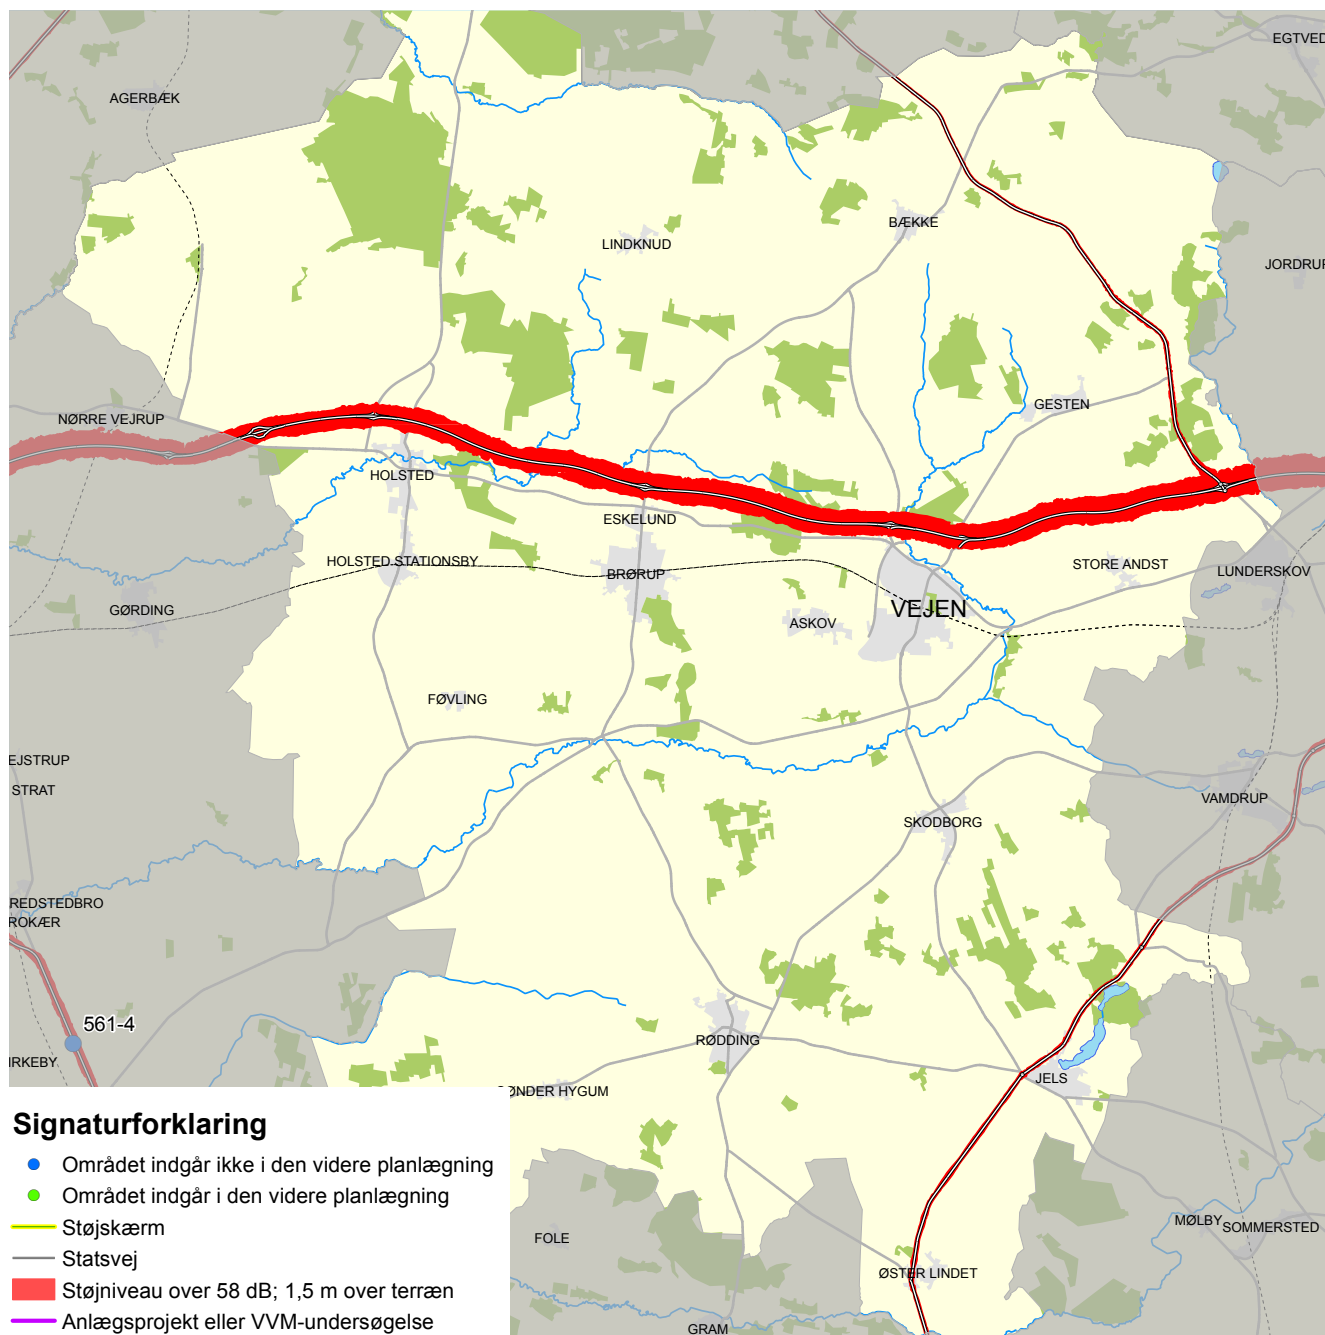 EGTVED
AGERBÆK
BÆKKE
LINDKNUD
JORDRUP
GESTEN
NØRRE VEJRUP
HOLSTED
ESKELUND
HOLSTED STATIONSBY
BRØRUP
STORE ANDST
LUNDERSKOV
GØRDING
VEJEN
ASKOV
FØVLING
EJSTRUP
STRAT
VAMDRUP
SKODBORG
REDSTEDBRO
ROKÆR
561-4
RØDDING
IRKEBY
JELS
ØNDER HYGUM
Signaturforklaring
Området indgår ikke i den videre planlægning
Området indgår i den videre planlægning
Støjskærm
Statsvej
Støjniveau over 58 dB; 1,5 m over terræn
Anlægsprojekt eller VVM-undersøgelse
MØLBY
SOMMERSTED
FOLE
ØSTER LINDET
GRAM